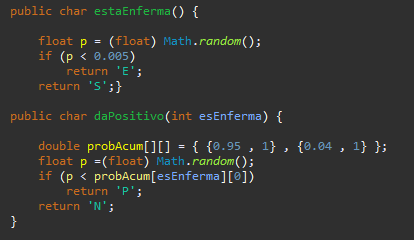 public char estaEnferma() {
float p = (float) Math.random();
if (p < 0.005)
return 'E';
return 'S';}
public char daPositivo(int esEnferma) {
double probAcum[][] = { {0.95 , 1} , {0.04 , 1} };
float p =(float) Math.random();
if (p < probAcum[esEnferma][0])
return 'P';
return 'N';
}